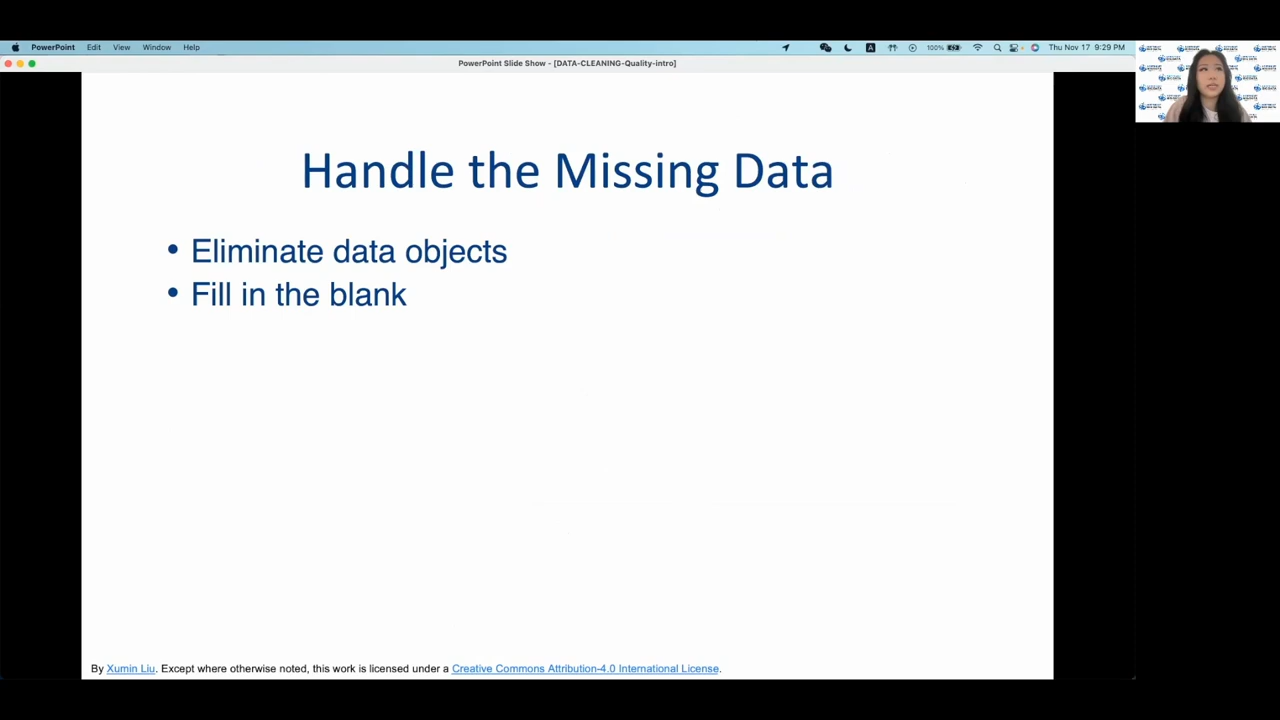 PowerPoint Edit View Window Help
100%
Thu Nov 17 9:29 PM
PowerPoint Slide Show - [DATA-CLEANING-Quality-intro]
Handle the Missing Data
• Eliminate data objects
• Fill in the blank
By Xumin Liu. Except where otherwise noted, this work is licensed under a Creative Commons Attribution-4.0 International License.